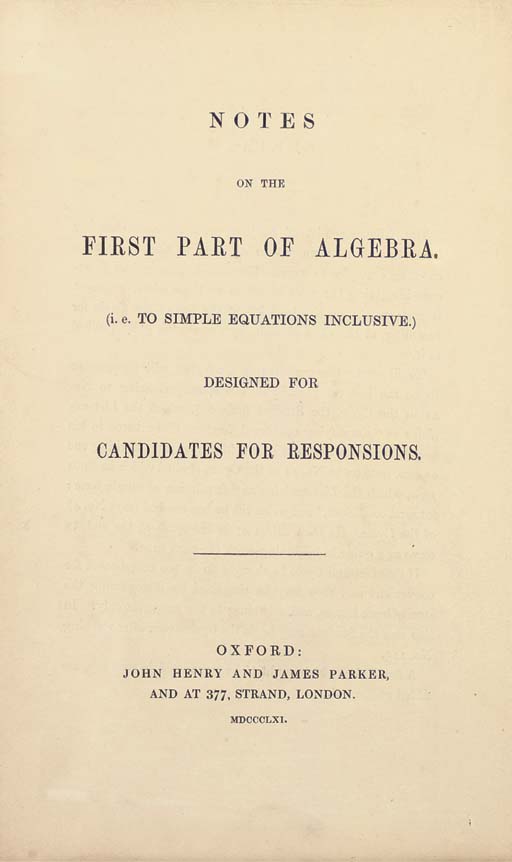 NOTES
ON THE
FIRST PART OF ALGEBRA.
(i. e. TO SIMPLE EQUATIONS INCLUSIVE.)
DESIGNED FOR
CANDIDATES FOR RESPONSIONS.
OXFORD:
JOHN HENRY AND JAMES PARKER,
AND AT 377, STRAND, LONDON.
MDCCCLXI.